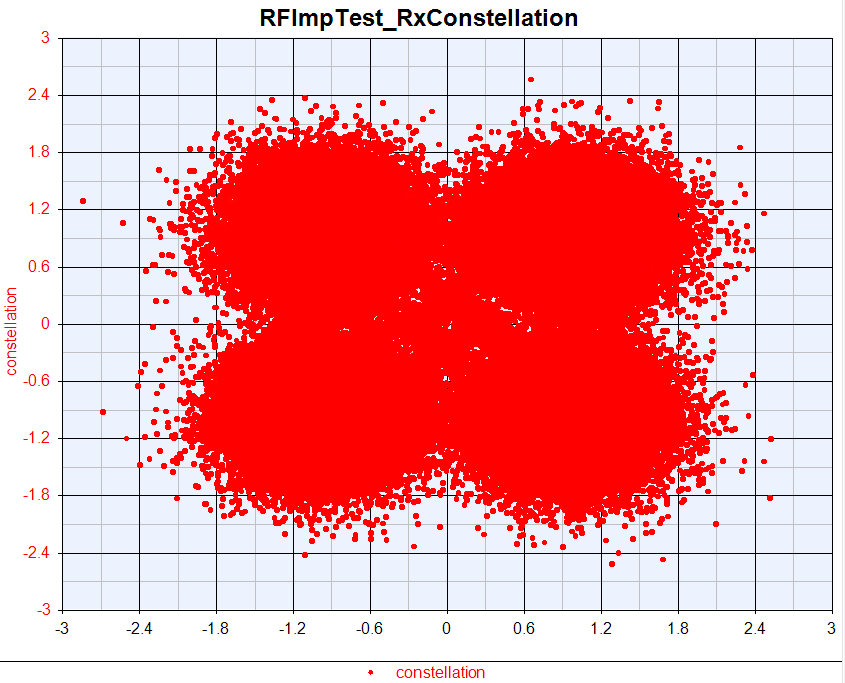 RFImpTest_RxConstellation
3
2.4
1.8
1.2
0.6
0
-0.6
-1.2
-1.8
-2.4
-3
constellation
-3 -2.4 -1.8 -1.2 -0.6 0 0.6 1.2 1.8 2.4 3
constellation